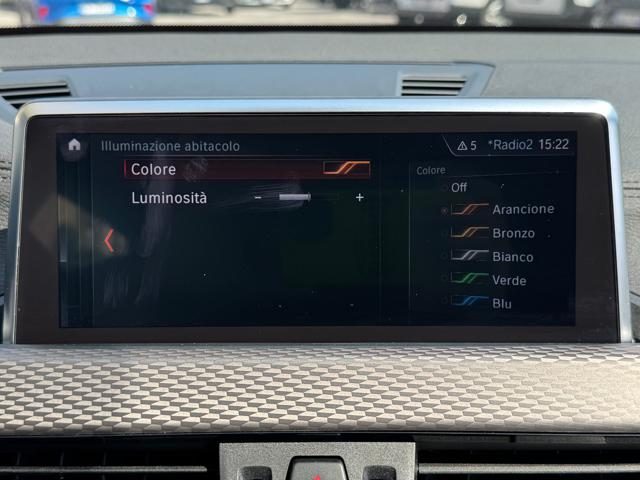 Illuminazione abitacolo
5 *Radio2 15:22
Colore
Luminosità - +
Colore
Off
Arancione
Bronzo
Bianco
Verde
Blu